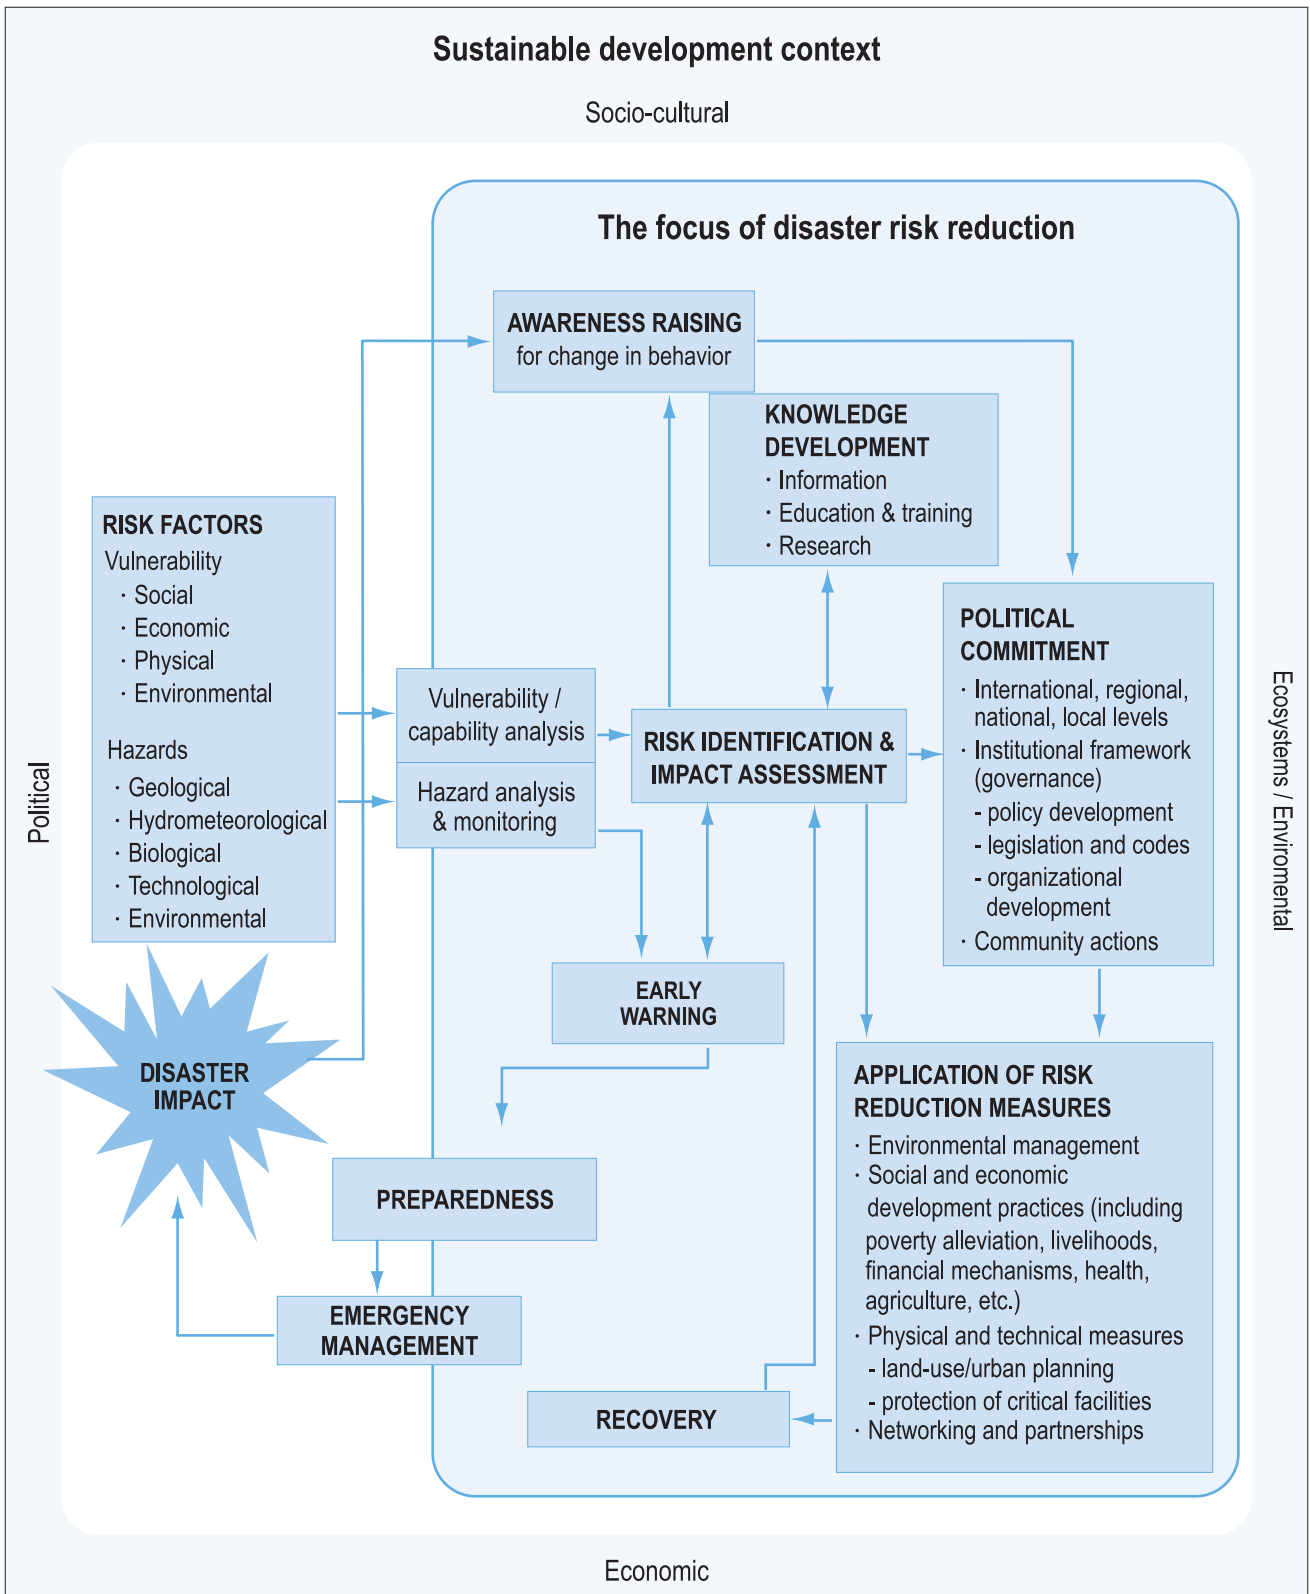 Sustainable development context
Socio-cultural
The focus of disaster risk reduction
AWARENESS RAISING
for change in behavior
KNOWLEDGE
DEVELOPMENT
· Information
· Education & training
· Research
RISK FACTORS
Vulnerability
· Social
· Economic
· Physical
· Environmental
Hazards
· Geological
· Hydrometeorological
· Biological
· Technological
· Environmental
Vulnerability /
capability analysis
Hazard analysis
& monitoring
RISK IDENTIFICATION &
IMPACT ASSESSMENT
POLITICAL
COMMITMENT
· International, regional,
national, local levels
· Institutional framework
(governance)
- policy development
- legislation and codes
- organizational
development
· Community actions
Political
Ecosystems / Enviromental
EARLY
WARNING
DISASTER
IMPACT
APPLICATION OF RISK
REDUCTION MEASURES
· Environmental management
· Social and economic
development practices (including
poverty alleviation, livelihoods,
financial mechanisms, health,
agriculture, etc.)
· Physical and technical measures
- land-use/urban planning
- protection of critical facilities
· Networking and partnerships
PREPAREDNESS
EMERGENCY
MANAGEMENT
RECOVERY
Economic